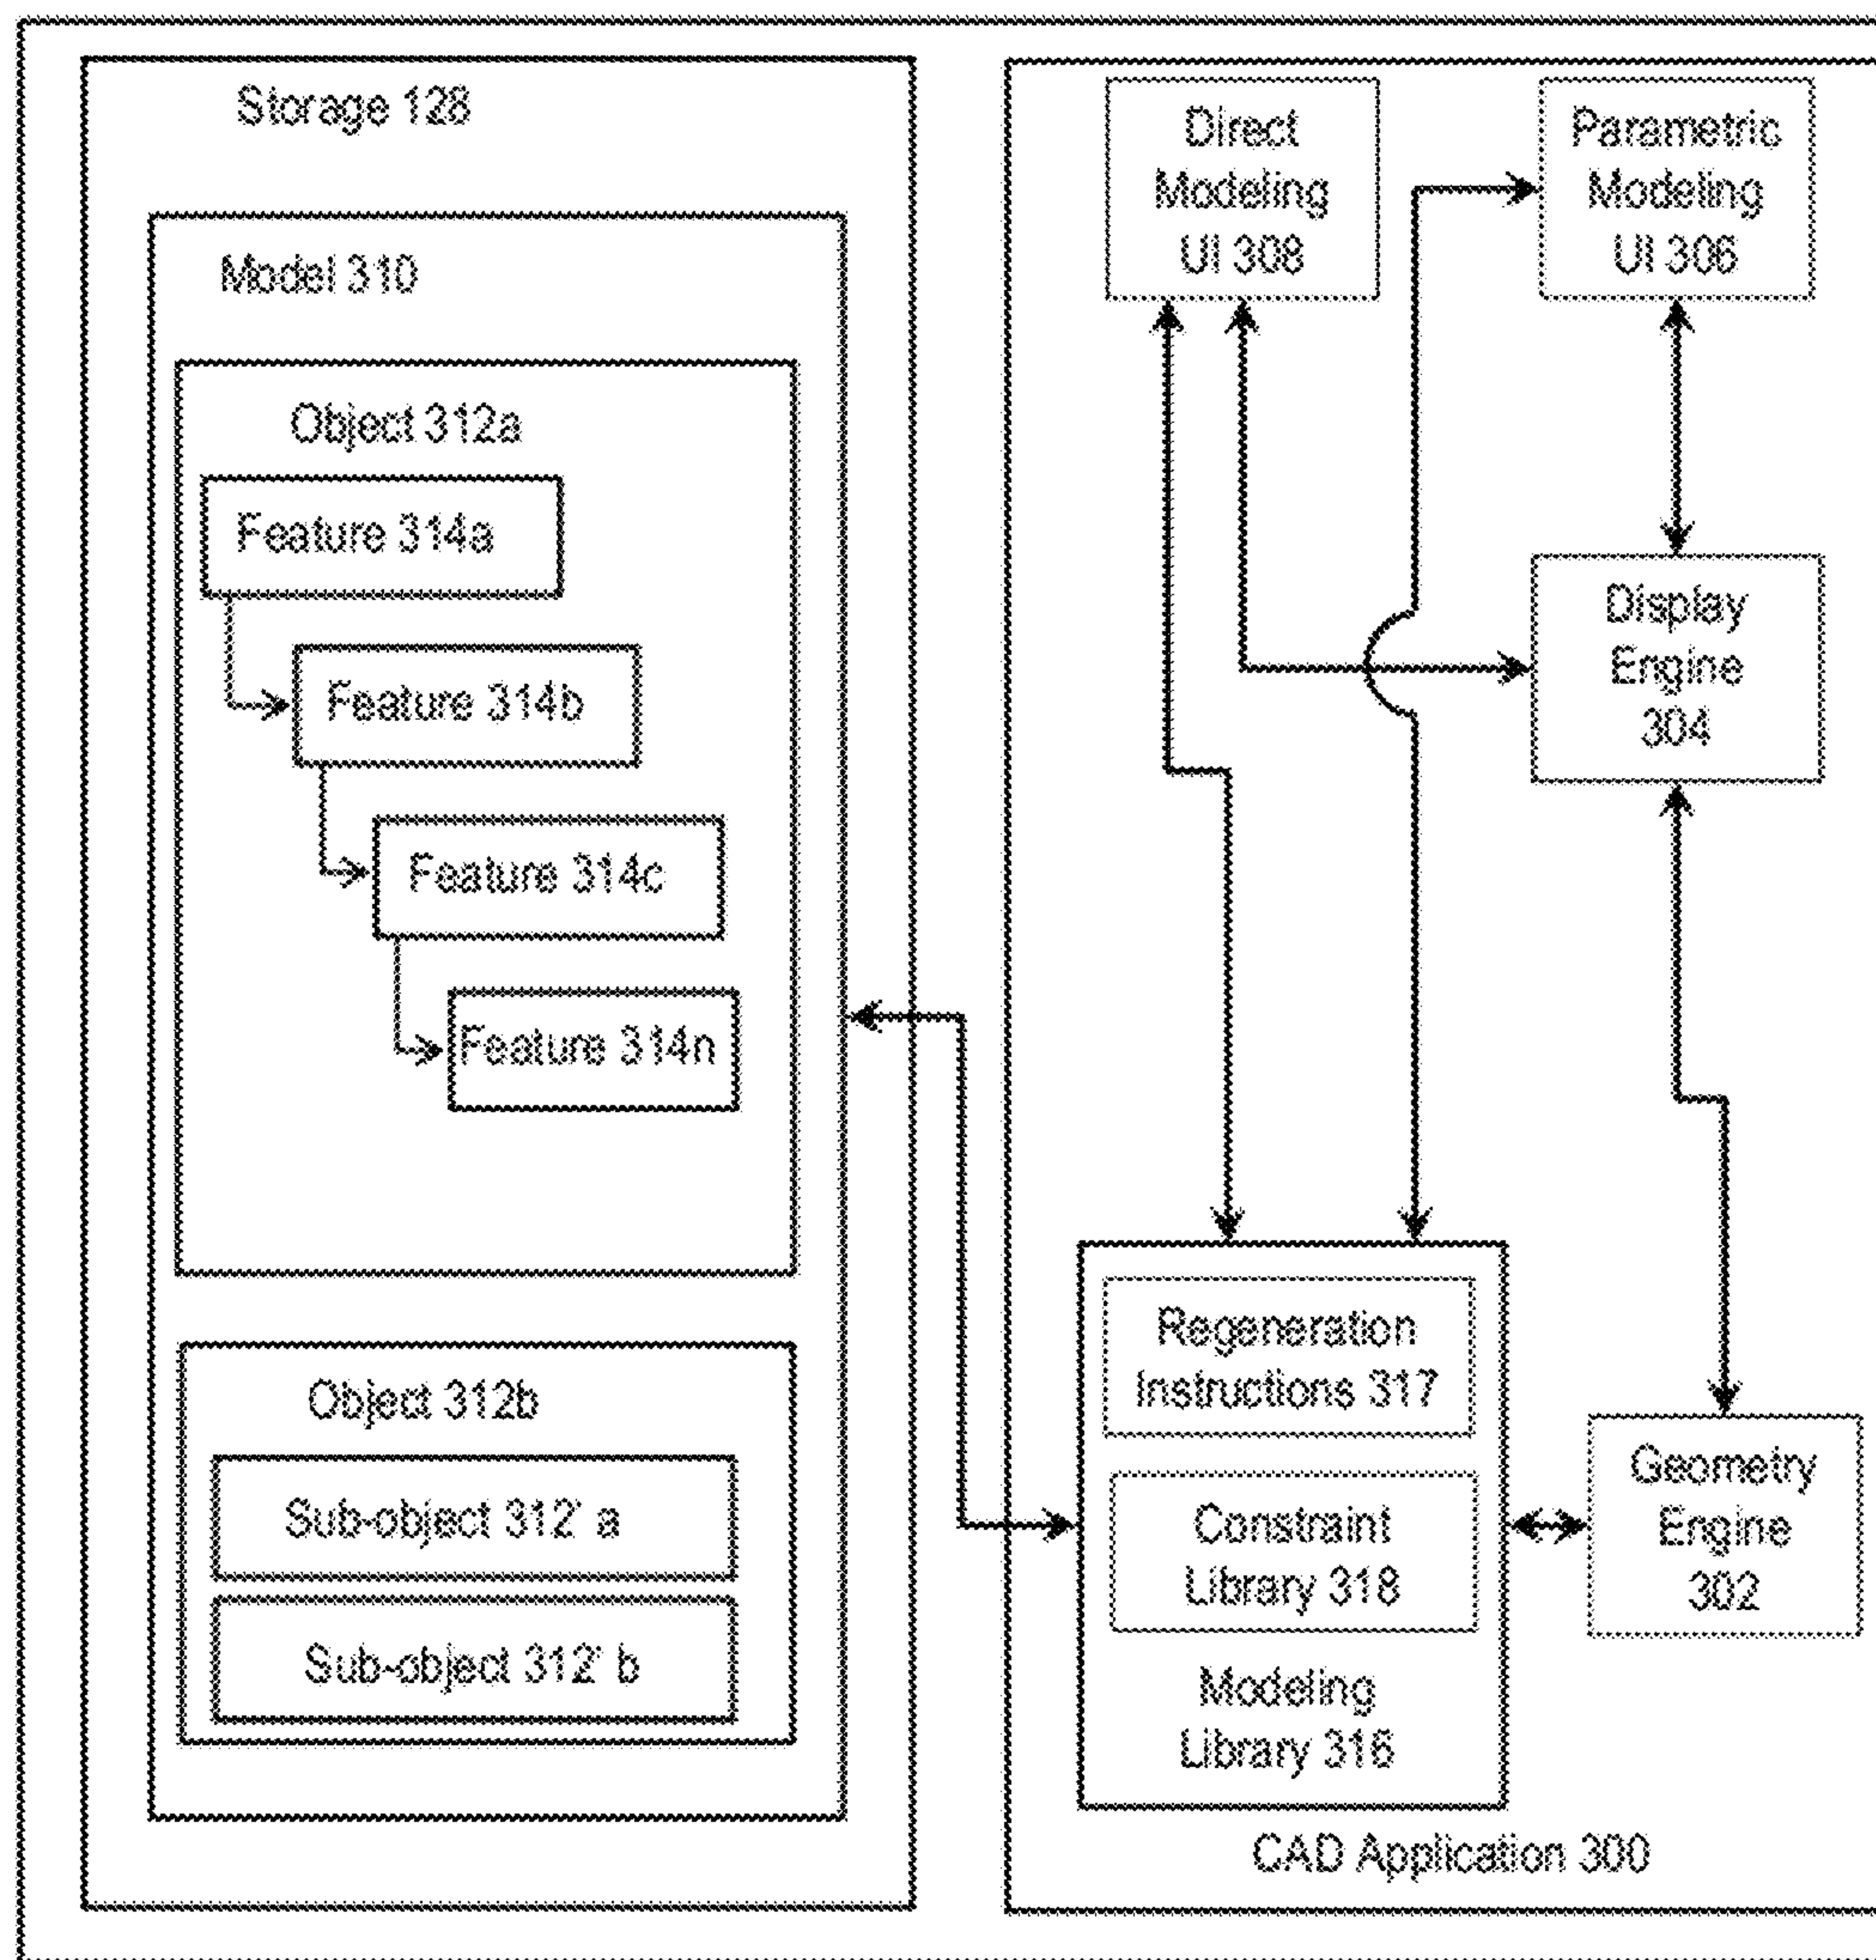 Storage 128
Model 310
Object 312a
Feature 314a
Feature 314b
Feature 314c
Feature 314n
Object 312b
Sub-object 312' a
Sub-object 312' b
Direct
Modeling
UI 308
Parametric
Modeling
UI 306
Display
Engine
304
Regeneration
Instructions 317
Constraint
Library 318
Modeling
Library 316
Geometry
Engine
302
CAD Application 300